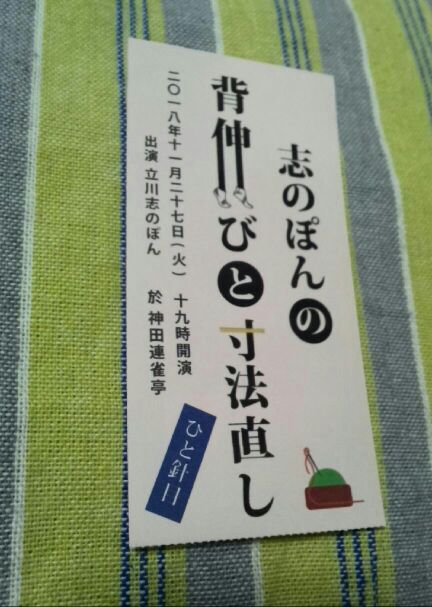 志のぽんの
背伸びと寸法直し
二〇一八年十一月二十七日(火) 十九時開演
出演 立川志のぽん 於 神田連雀亭
ひと針目